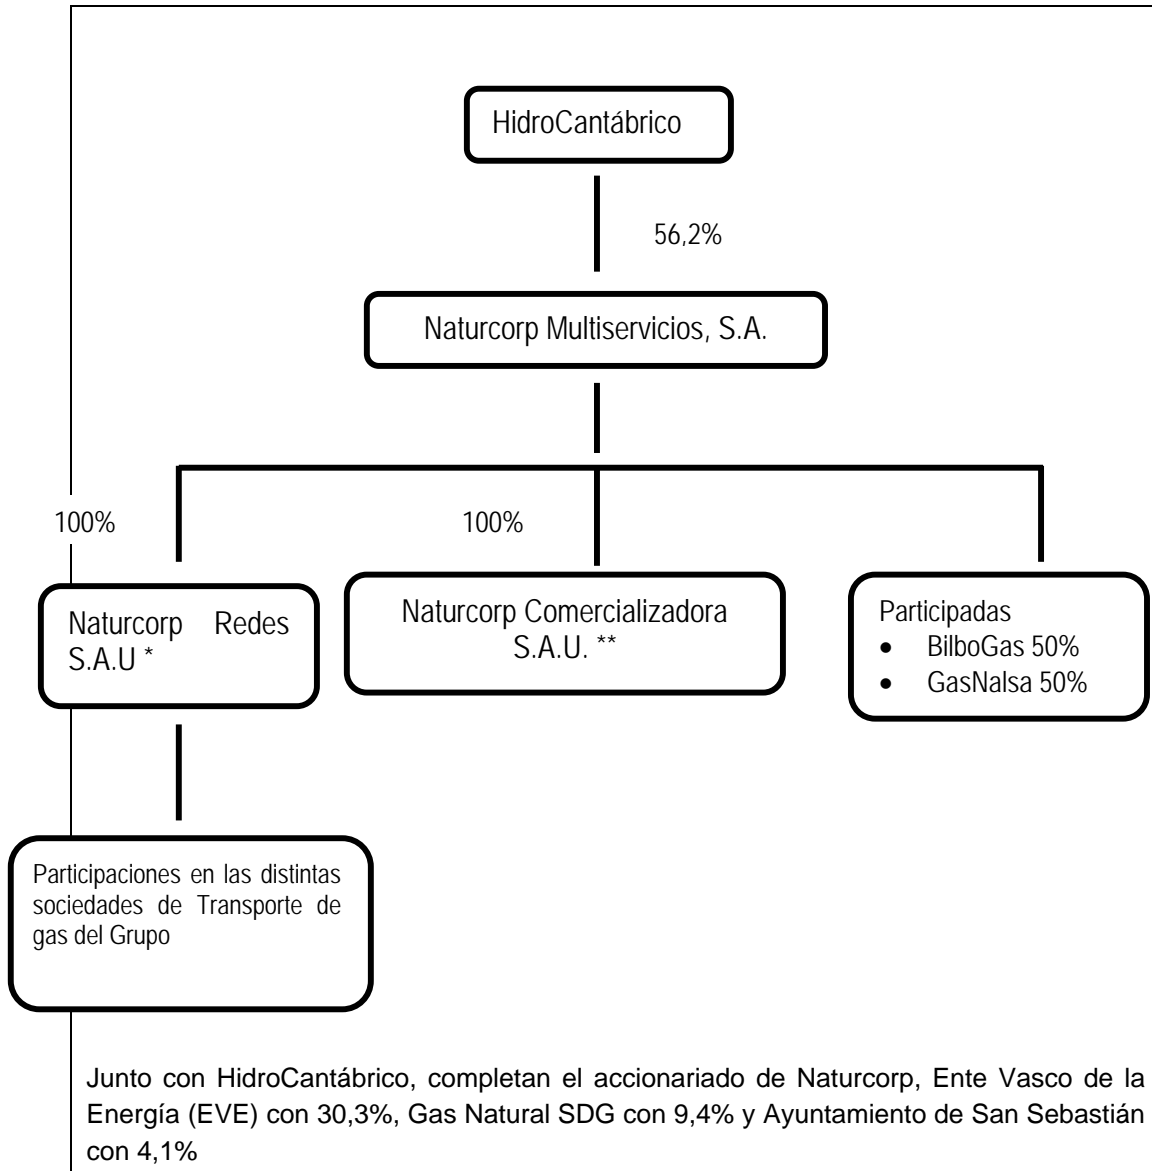 HidroCantábrico
56,2%
Naturcorp Multiservicios, S.A.
100%
100%
Naturcorp Redes
S.A.U *
Naturcorp Comercializadora
S.A.U. **
Participadas
• BilboGas 50%
• GasNalsa 50%
Participaciones en las distintas
sociedades de Transporte de
gas del Grupo
Junto con HidroCantábrico, completan el accionariado de Naturcorp, Ente Vasco de la
Energía (EVE) con 30,3%, Gas Natural SDG con 9,4% y Ayuntamiento de San Sebastián
con 4,1%